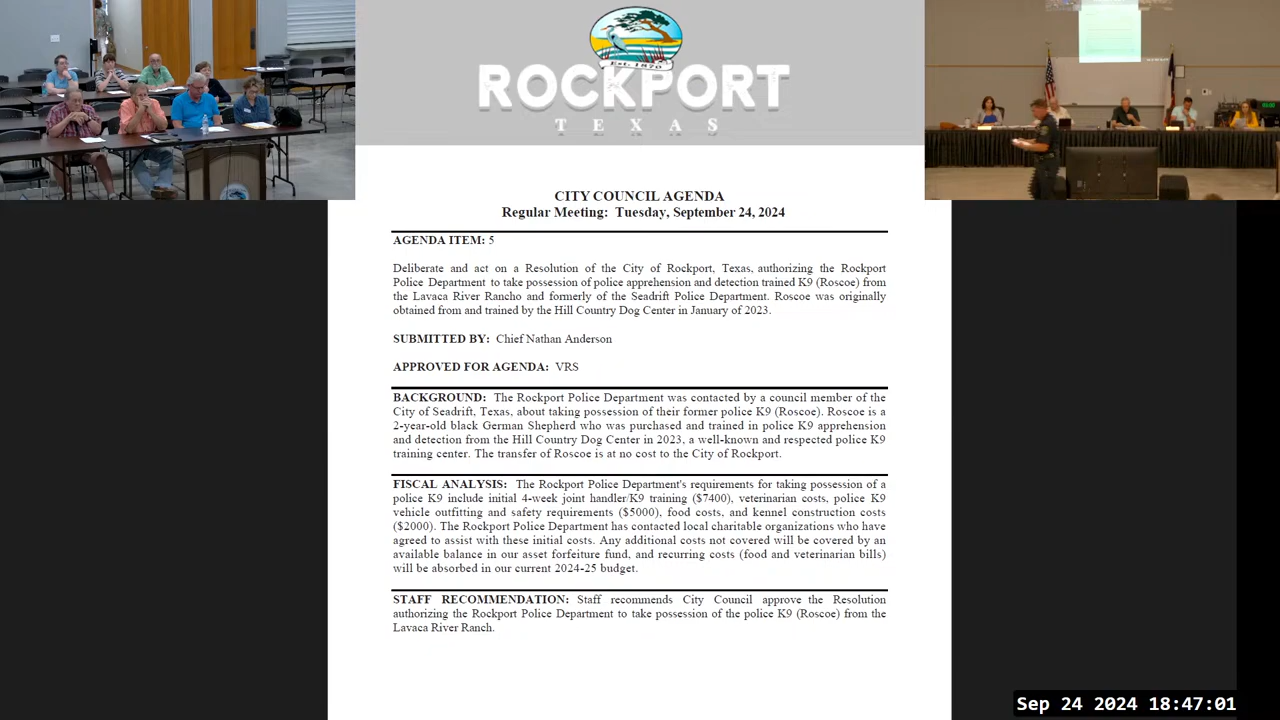 Est. 1870
ROCKPORT
TEXAS
CITY COUNCIL AGENDA
Regular Meeting: Tuesday, September 24, 2024
AGENDA ITEM: 5
Deliberate and act on a Resolution of the City of Rockport, Texas, authorizing the Rockport
Police Department to take possession of police apprehension and detection trained K9 (Roscoe) from
the Lavaca River Rancho and formerly of the Seadrift Police Department. Roscoe was originally
obtained from and trained by the Hill Country Dog Center in January of 2023.
SUBMITTED BY: Chief Nathan Anderson
APPROVED FOR AGENDA: VRS
BACKGROUND: The Rockport Police Department was contacted by a council member of the
City of Seadrift, Texas, about taking possession of their former police K9 (Roscoe). Roscoe is a
2-year-old black German Shepherd who was purchased and trained in police K9 apprehension
and detection from the Hill Country Dog Center in 2023, a well-known and respected police K9
training center. The transfer of Roscoe is at no cost to the City of Rockport.
FISCAL ANALYSIS: The Rockport Police Department's requirements for taking possession of a
police K9 include initial 4-week joint handler/K9 training ($7400), veterinarian costs, police K9
vehicle outfitting and safety requirements ($5000), food costs, and kennel construction costs
($2000). The Rockport Police Department has contacted local charitable organizations who have
agreed to assist with these initial costs. Any additional costs not covered will be covered by an
available balance in our asset forfeiture fund, and recurring costs (food and veterinarian bills)
will be absorbed in our current 2024-25 budget.
STAFF RECOMMENDATION: Staff recommends City Council approve the Resolution
authorizing the Rockport Police Department to take possession of the police K9 (Roscoe) from the
Lavaca River Ranch.
Sep 24 2024 18:47:01